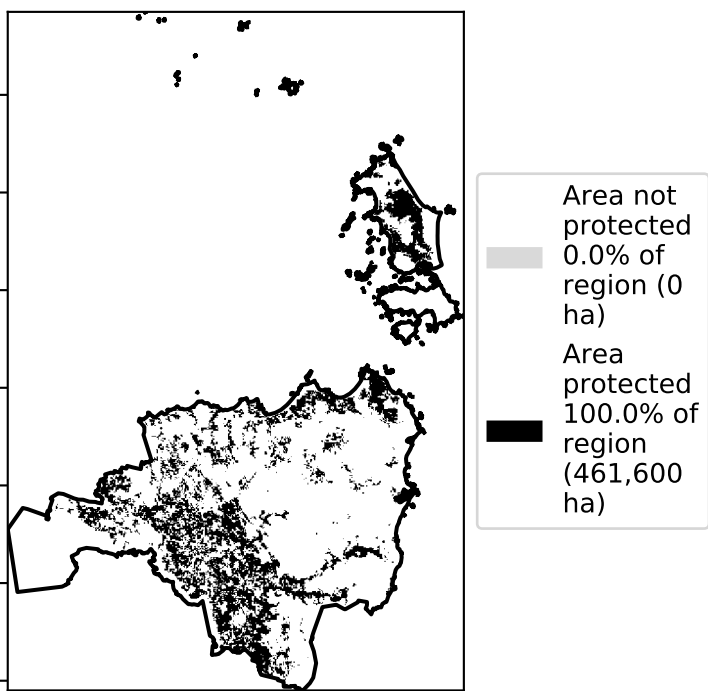 Area not
protected
0.0% of
region (0
ha)
Area
protected
100.0% of
region
(461,600
ha)